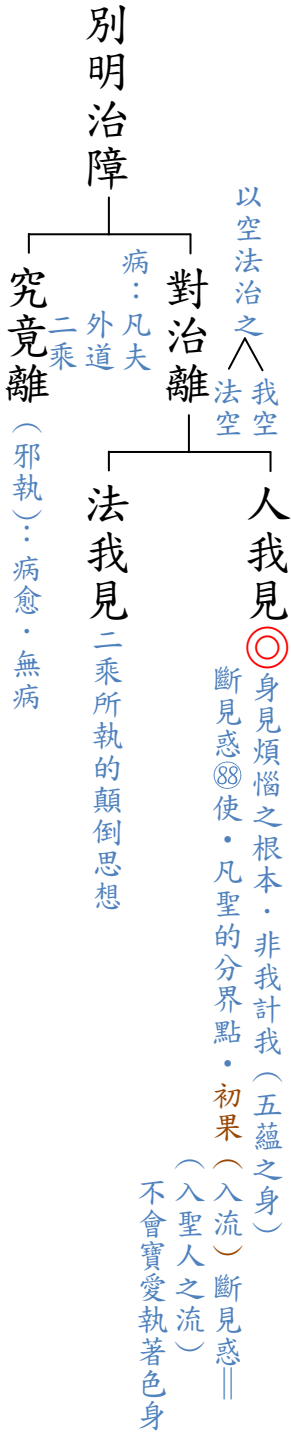 別明治障
以空法治之
我空
法空
對治離
病：凡夫
外道
二乘
究竟離
（邪執）：病愈．無病
人我見◎身見煩惱之根本．非我計我（五蘊之身）
斷見惑㊇使．凡聖的分界點．初果（入流）斷見惑＝
（入聖人之流）
不會寶愛執著色身
法我見二乘所執的顛倒思想